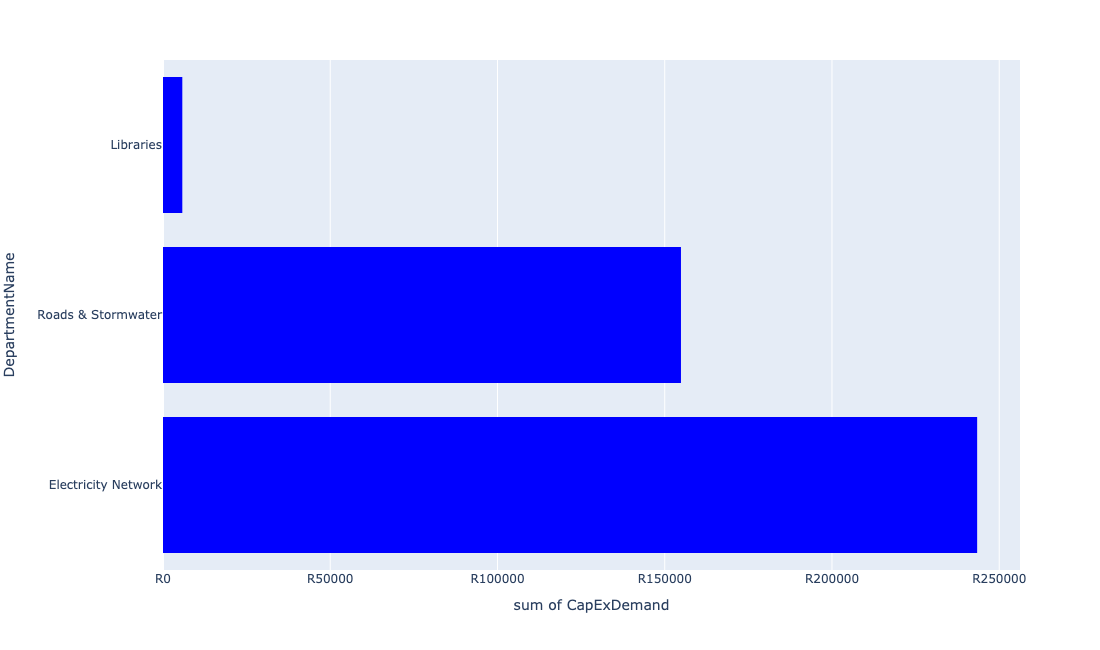 Libraries
Roads & Stormwater
Electricity Network
DepartmentName
R0
R50000
R100000
R150000
R200000
R250000
sum of CapExDemand